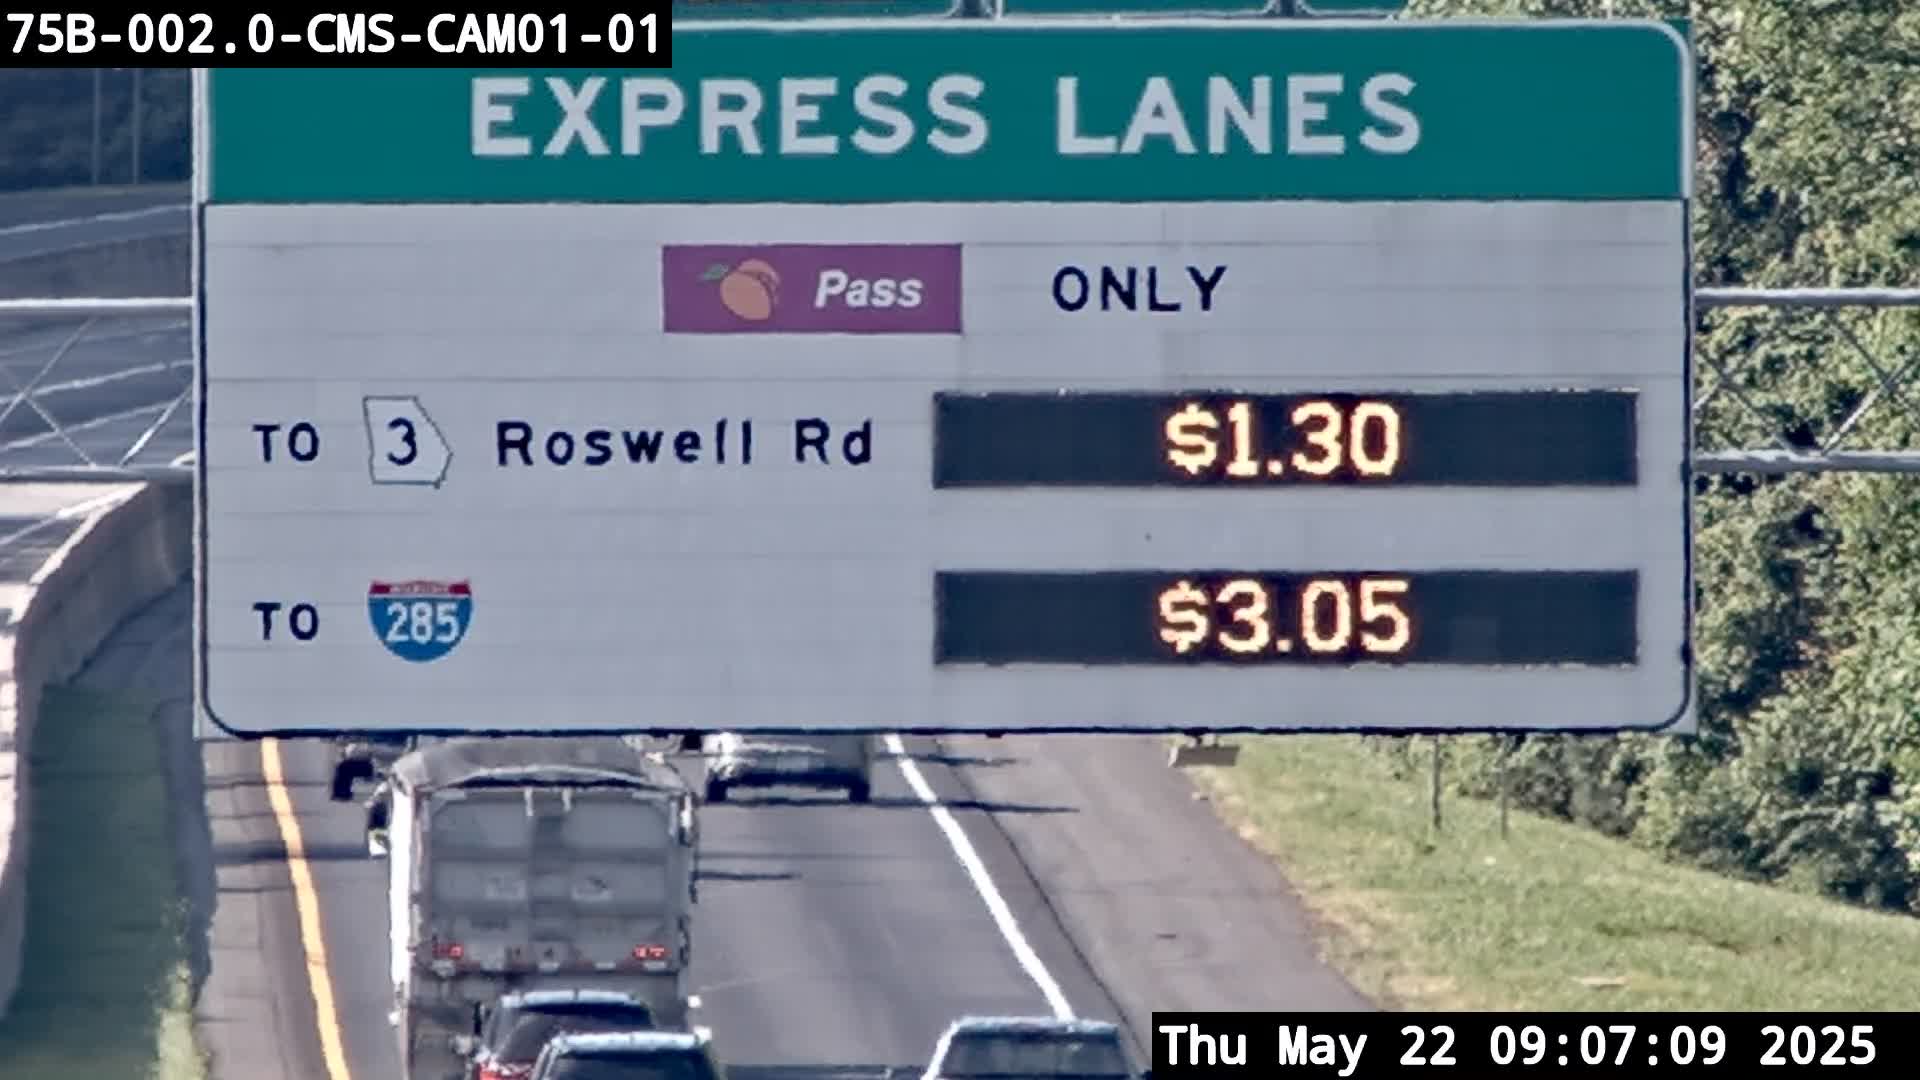 75B-002.0-CMS-CAM01-01
EXPRESS LANES
Pass ONLY
TO 3 Roswell Rd $1.30
TO 285 $3.05
Thu May 22 09:07:09 2025